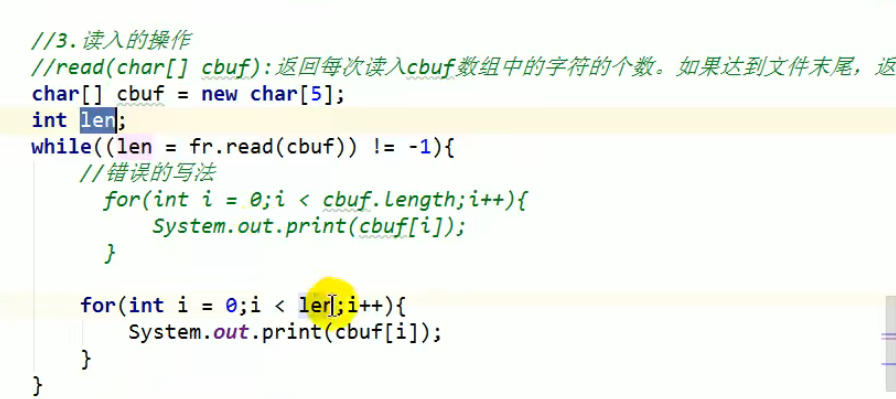 //3.读入的操作
//read(char[] cbuf):返回每次读入cbuf数组中的字符的个数。如果达到文件末尾，返
char[] cbuf = new char[5];
int len;
while((len = fr.read(cbuf)) != -1){
//错误的写法
for(int i = 0;i < cbuf.length;i++){
System.out.print(cbuf[i]);
}
for(int i = 0;i < len;i++){
System.out.print(cbuf[i]);
}
}